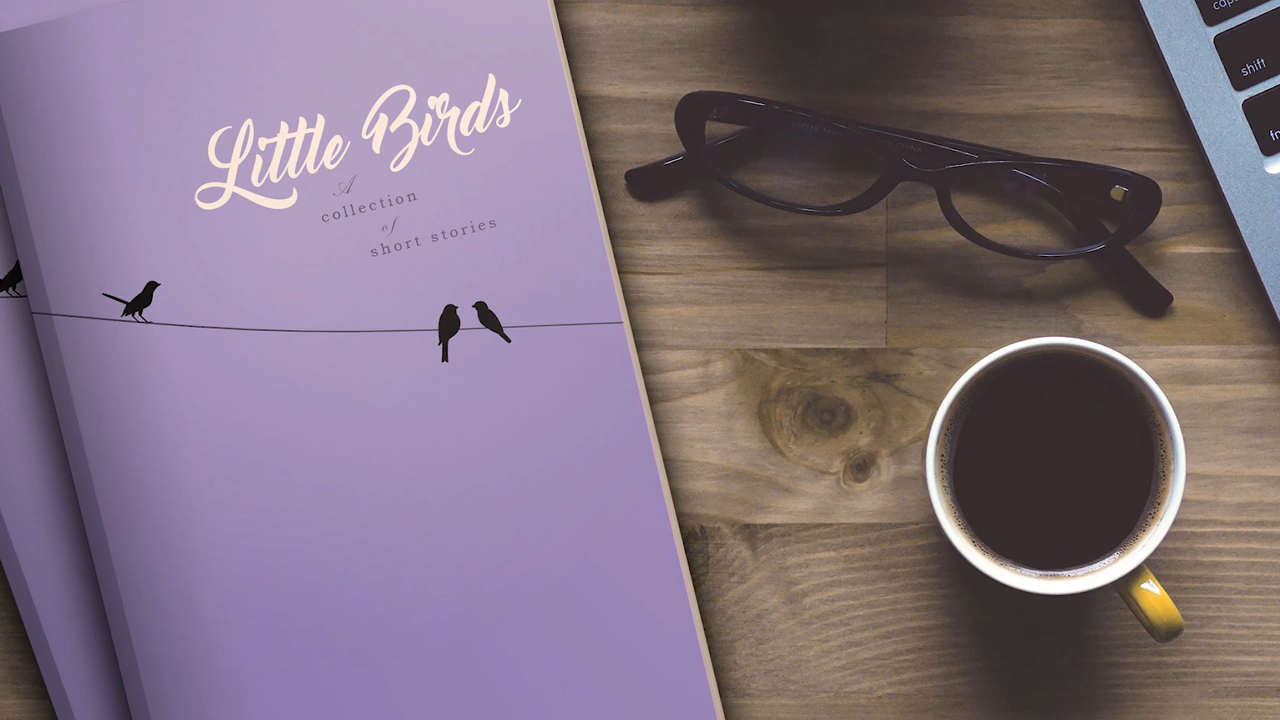 Little Birds
A
collection
of
short stories
shift